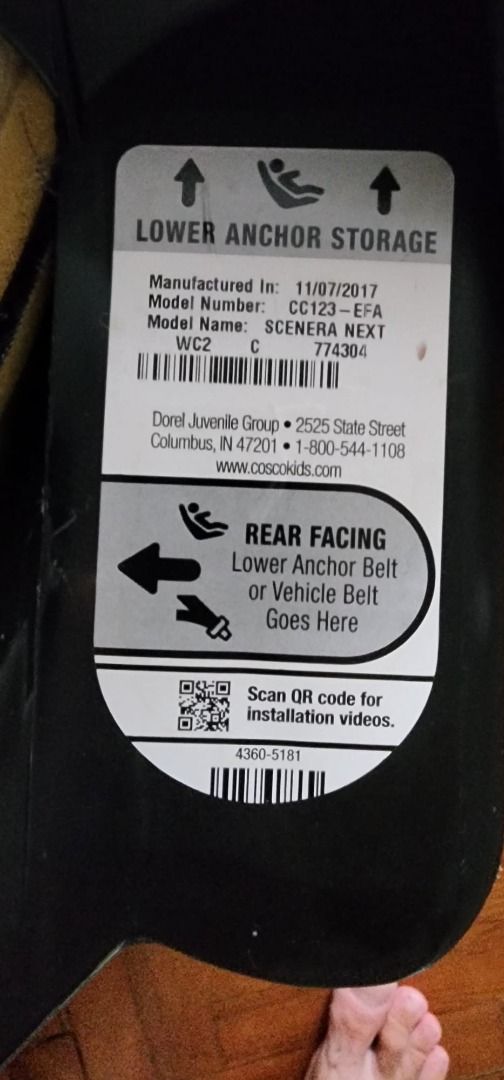 LOWER ANCHOR STORAGE
Manufactured In: 11/07/2017
Model Number: CC123-EFA
Model Name: SCENERA NEXT
WC2 C 774304
Dorel Juvenile Group • 2525 State Street
Columbus, IN 47201 • 1-800-544-1108
www.coscokids.com
REAR FACING
Lower Anchor Belt
or Vehicle Belt
Goes Here
Scan QR code for
installation videos.
4360-5181